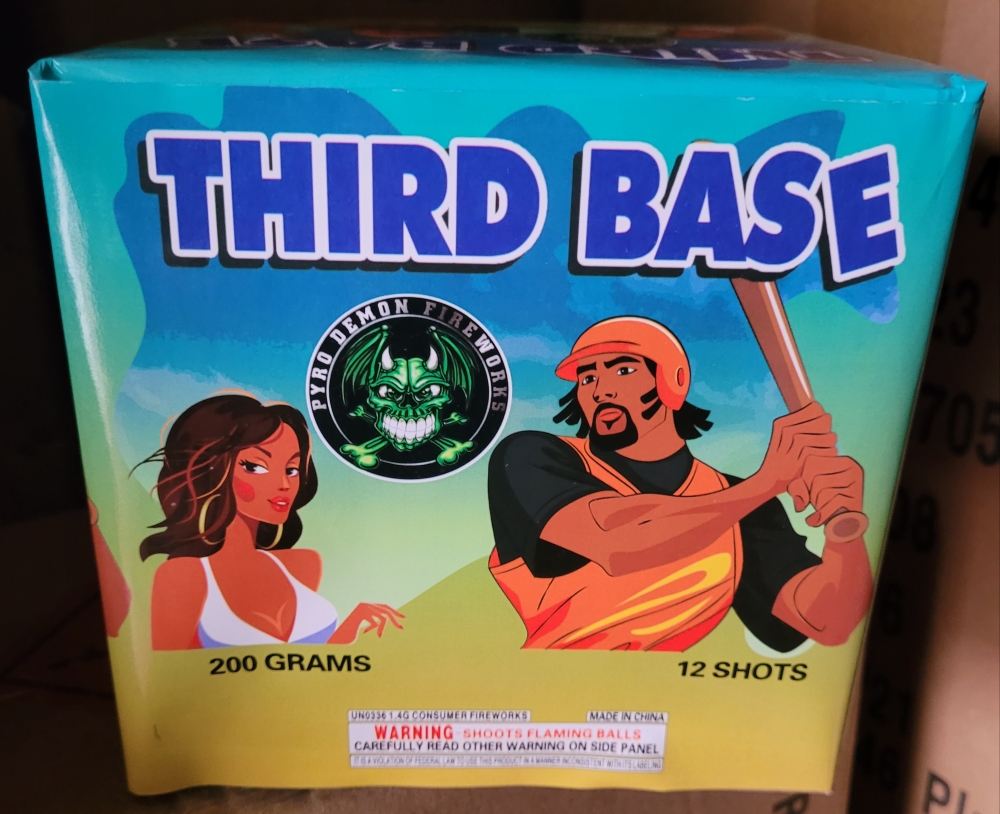 THIRD BASE
PYRO DEMON FIREWORKS
200 GRAMS
12 SHOTS
UN0336 1.4G CONSUMER FIREWORKS
MADE IN CHINA
WARNING SHOOTS FLAMING BALLS
CAREFULLY READ OTHER WARNING ON SIDE PANEL
IT IS A VIOLATION OF FEDERAL LAW TO USE THIS PRODUCT IN A MANNER INCONSISTENT WITH ITS LABELING
705